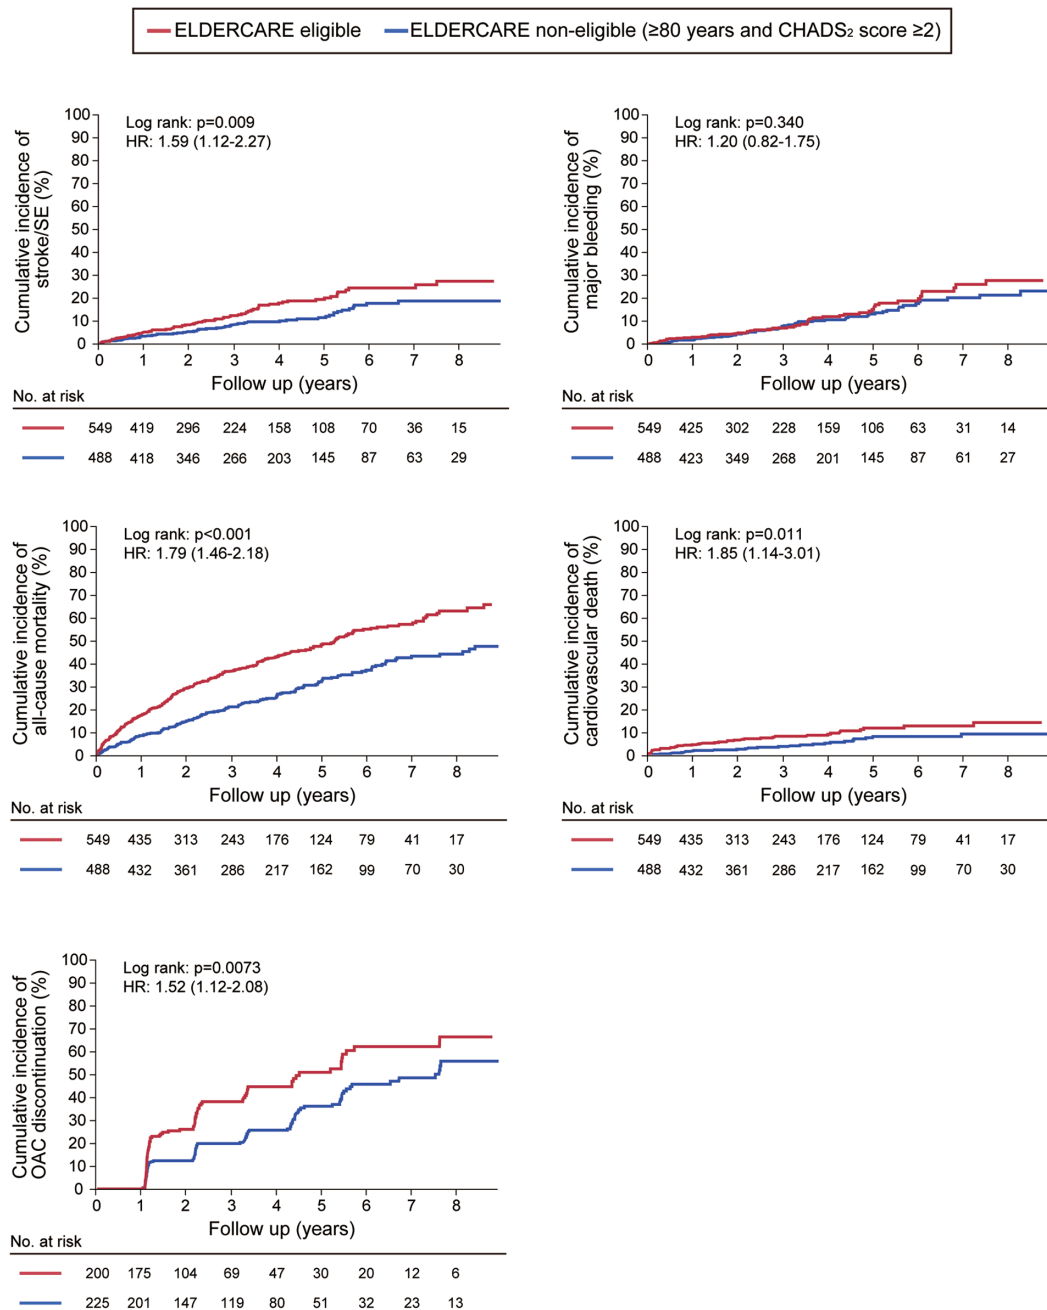 ELDERCARE eligible ELDERCARE non-eligible (≥80 years and CHADS₂ score ≥2)
Cumulative incidence of
stroke/SE (%)
Log rank: p=0.009
HR: 1.59 (1.12-2.27)
100
90
80
70
60
50
40
30
20
10
0
0 1 2 3 4 5 6 7 8
Follow up (years)
No. at risk
549 419 296 224 158 108 70 36 15
488 418 346 266 203 145 87 63 29
Cumulative incidence of
major bleeding (%)
Log rank: p=0.340
HR: 1.20 (0.82-1.75)
100
90
80
70
60
50
40
30
20
10
0
0 1 2 3 4 5 6 7 8
Follow up (years)
No. at risk
549 425 302 228 159 106 63 31 14
488 423 349 268 201 145 87 61 27
Cumulative incidence of
all-cause mortality (%)
Log rank: p<0.001
HR: 1.79 (1.46-2.18)
100
90
80
70
60
50
40
30
20
10
0
0 1 2 3 4 5 6 7 8
Follow up (years)
No. at risk
549 435 313 243 176 124 79 41 17
488 432 361 286 217 162 99 70 30
Cumulative incidence of
cardiovascular death (%)
Log rank: p=0.011
HR: 1.85 (1.14-3.01)
100
90
80
70
60
50
40
30
20
10
0
0 1 2 3 4 5 6 7 8
Follow up (years)
No. at risk
549 435 313 243 176 124 79 41 17
488 432 361 286 217 162 99 70 30
Cumulative incidence of
OAC discontinuation (%)
Log rank: p=0.0073
HR: 1.52 (1.12-2.08)
100
90
80
70
60
50
40
30
20
10
0
0 1 2 3 4 5 6 7 8
Follow up (years)
No. at risk
200 175 104 69 47 30 20 12 6
225 201 147 119 80 51 32 23 13